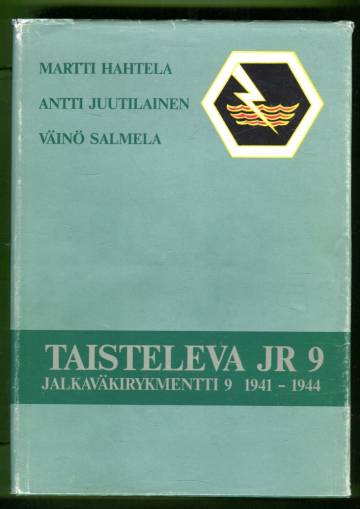 MARTTI HAHTELA
ANTTI JUUTILAINEN
VÄINÖ SALMELA
TAISTELEVA JR 9
JALKAVÄKIRYKMENTTI 9 1941 - 1944